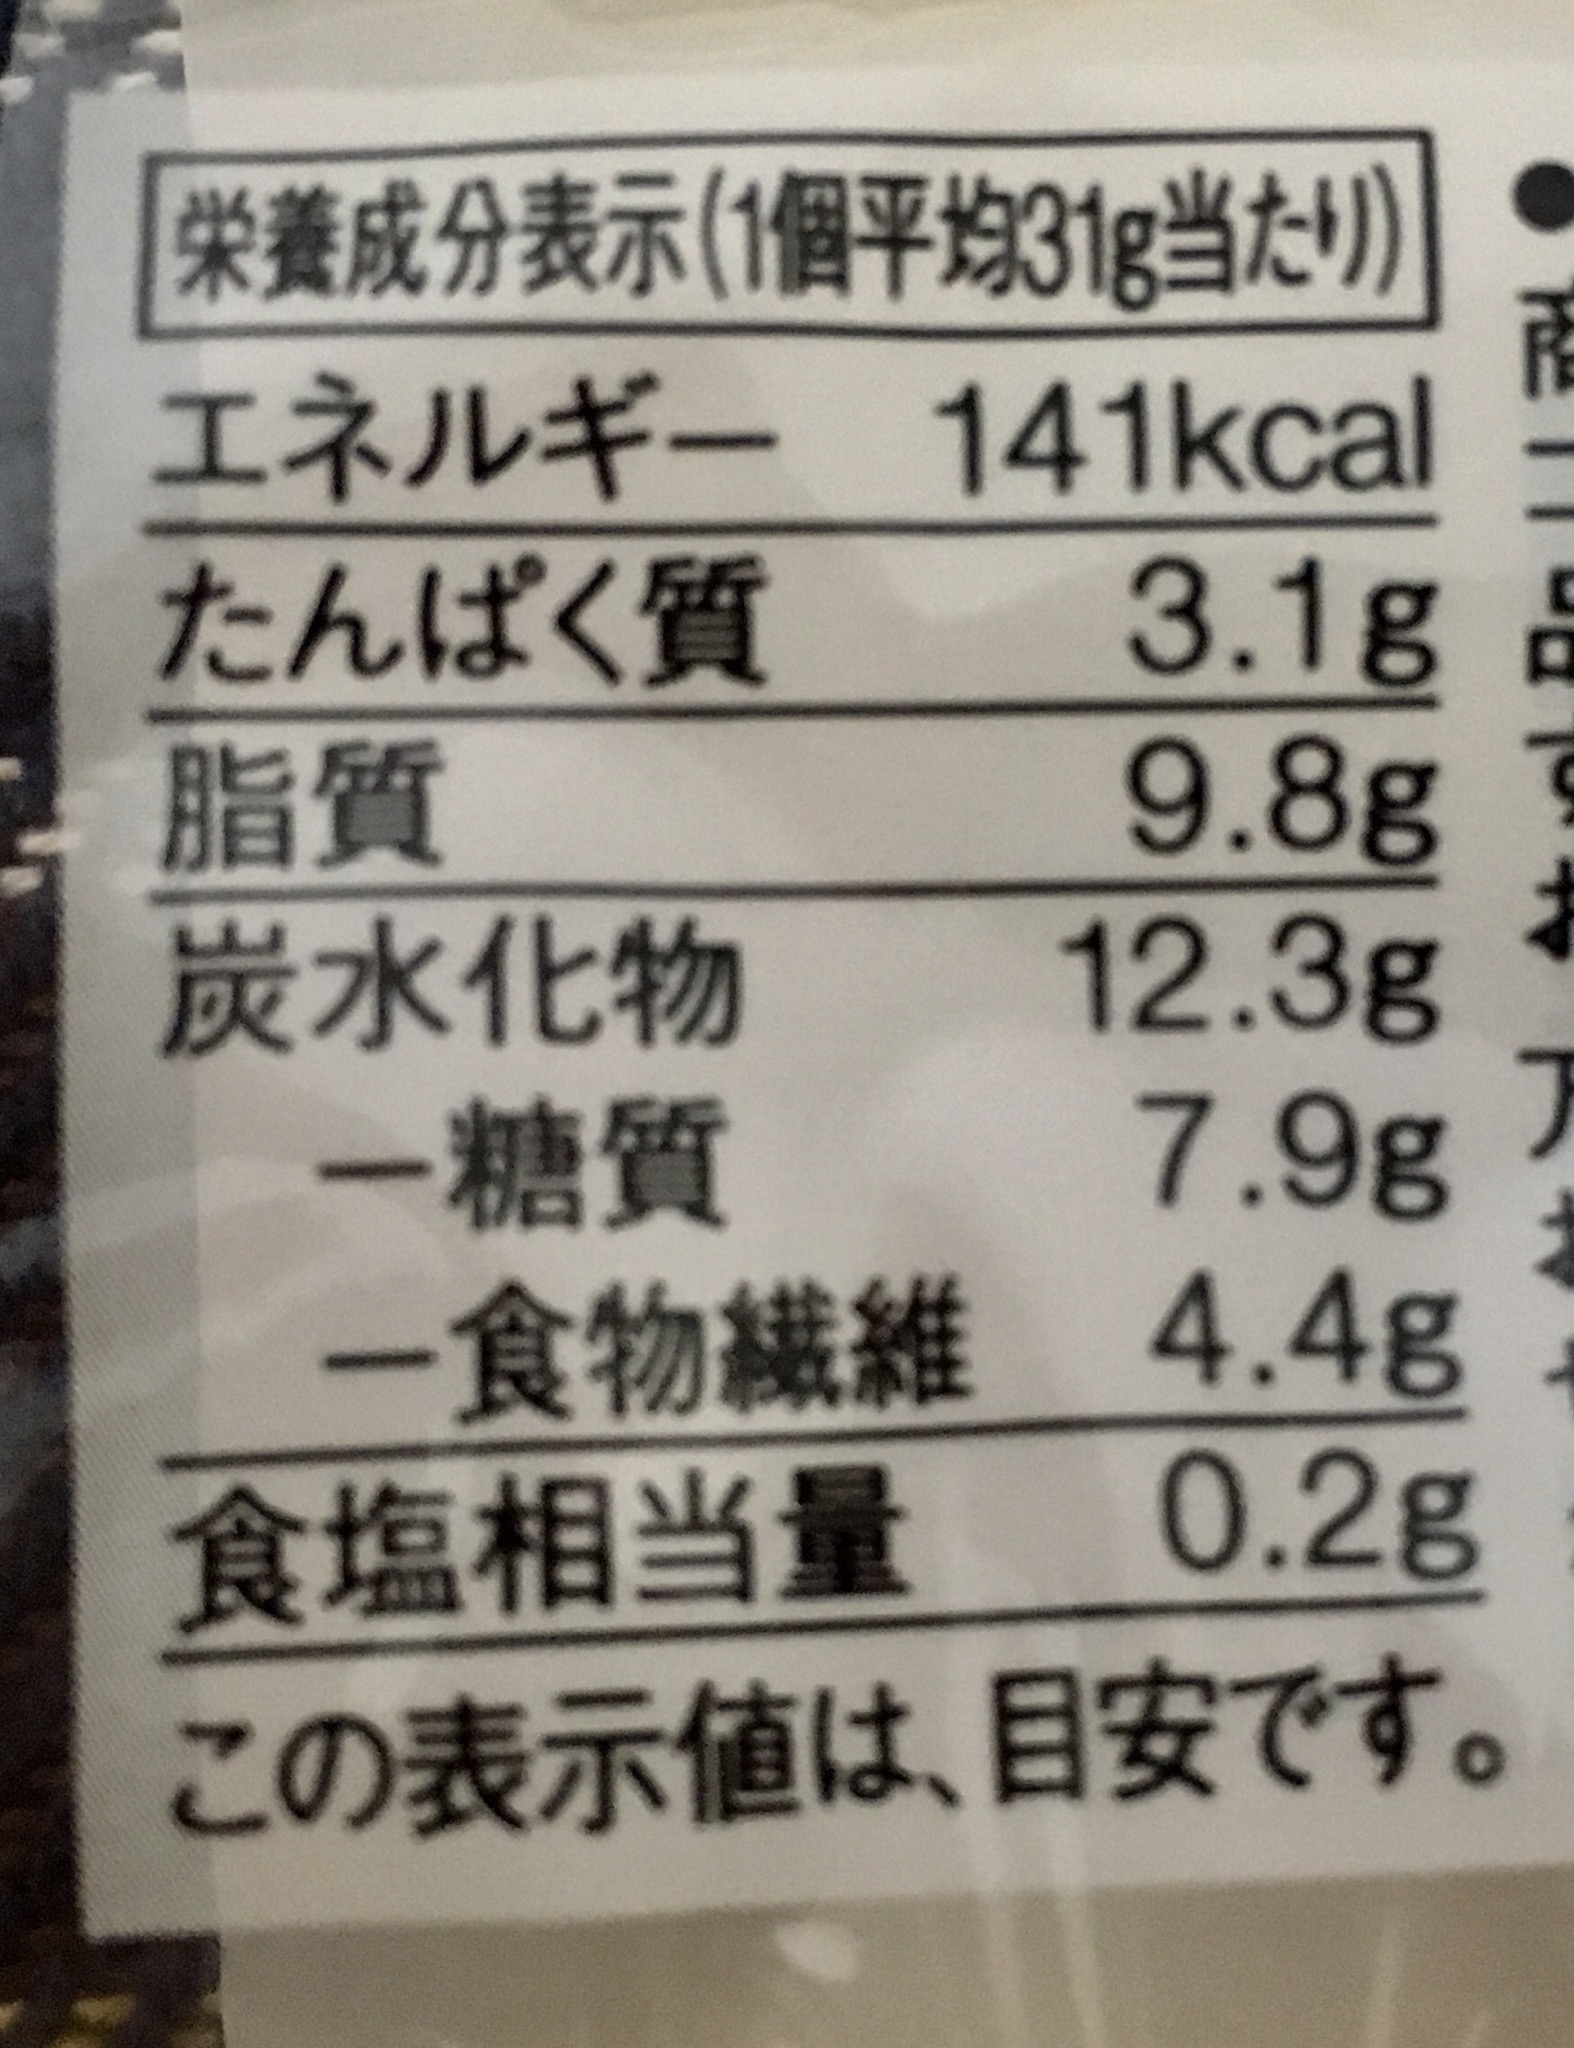 栄養成分表示(1個平均31g当たり)
エネルギー 141kcal
たんぱく質 3.1g
脂質 9.8g
炭水化物 12.3g
ー糖質 7.9g
ー食物繊維 4.4g
食塩相当量 0.2g
この表示値は、目安です。